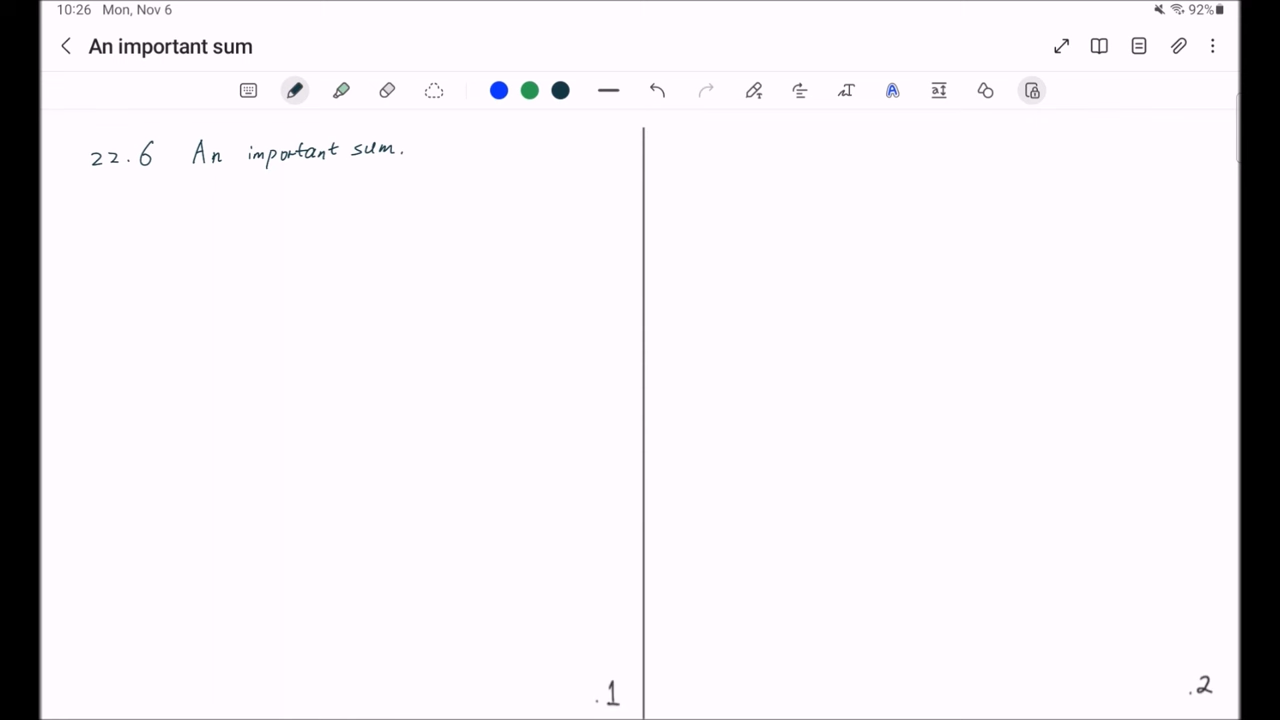 10:26 Mon, Nov 6 92%
An important sum
22.6 An important sum.
.1
.2